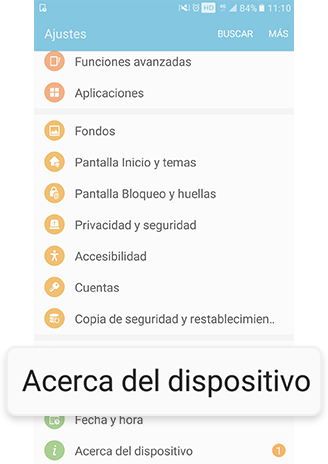 HD 4G 84% 11:10
Ajustes BUSCAR MÁS
Funciones avanzadas
Aplicaciones
Fondos
Pantalla Inicio y temas
Pantalla Bloqueo y huellas
Privacidad y seguridad
Accesibilidad
Cuentas
Copia de seguridad y restablecimien..
Acerca del dispositivo
Fecha y hora
Acerca del dispositivo 1